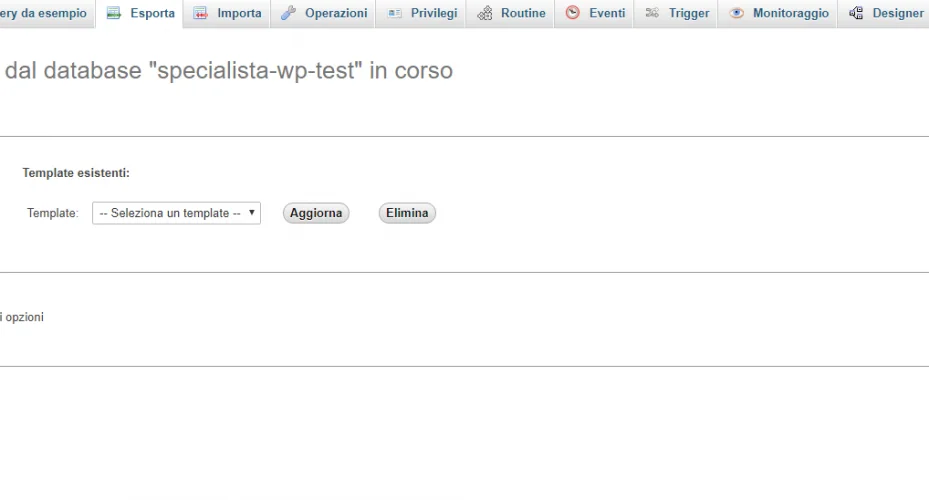 ery da esempio Esporta Importa Operazioni Privilegi Routine Eventi Trigger Monitoraggio Designer
dal database "specialista-wp-test" in corso
Template esistenti:
Template: -- Seleziona un template -- Aggiorna Elimina
i opzioni